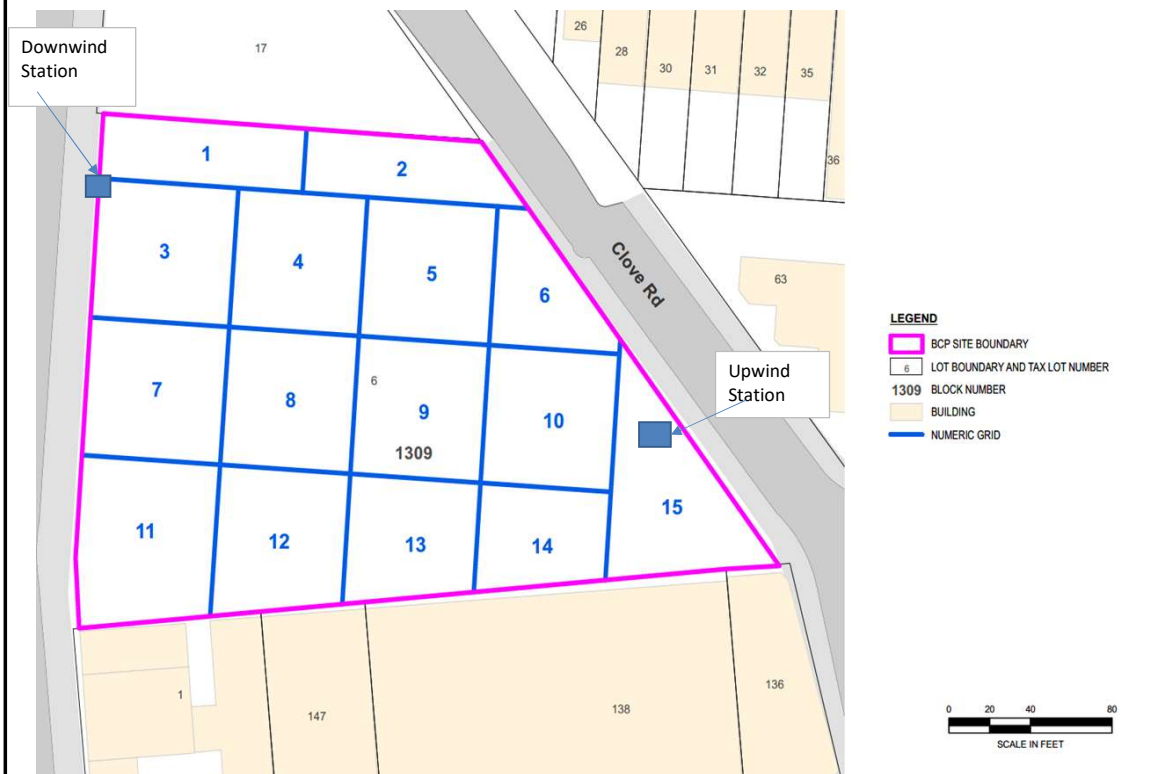 Downwind
Station
17
26
28
30
31
32
35
36
1
2
3
4
5
6
Clove Rd
63
Upwind
Station
7
8
6
9
1309
10
11
12
13
14
15
1
147
138
136
LEGEND
BCP SITE BOUNDARY
6 LOT BOUNDARY AND TAX LOT NUMBER
1309 BLOCK NUMBER
BUILDING
NUMERIC GRID
0 20 40 80
SCALE IN FEET